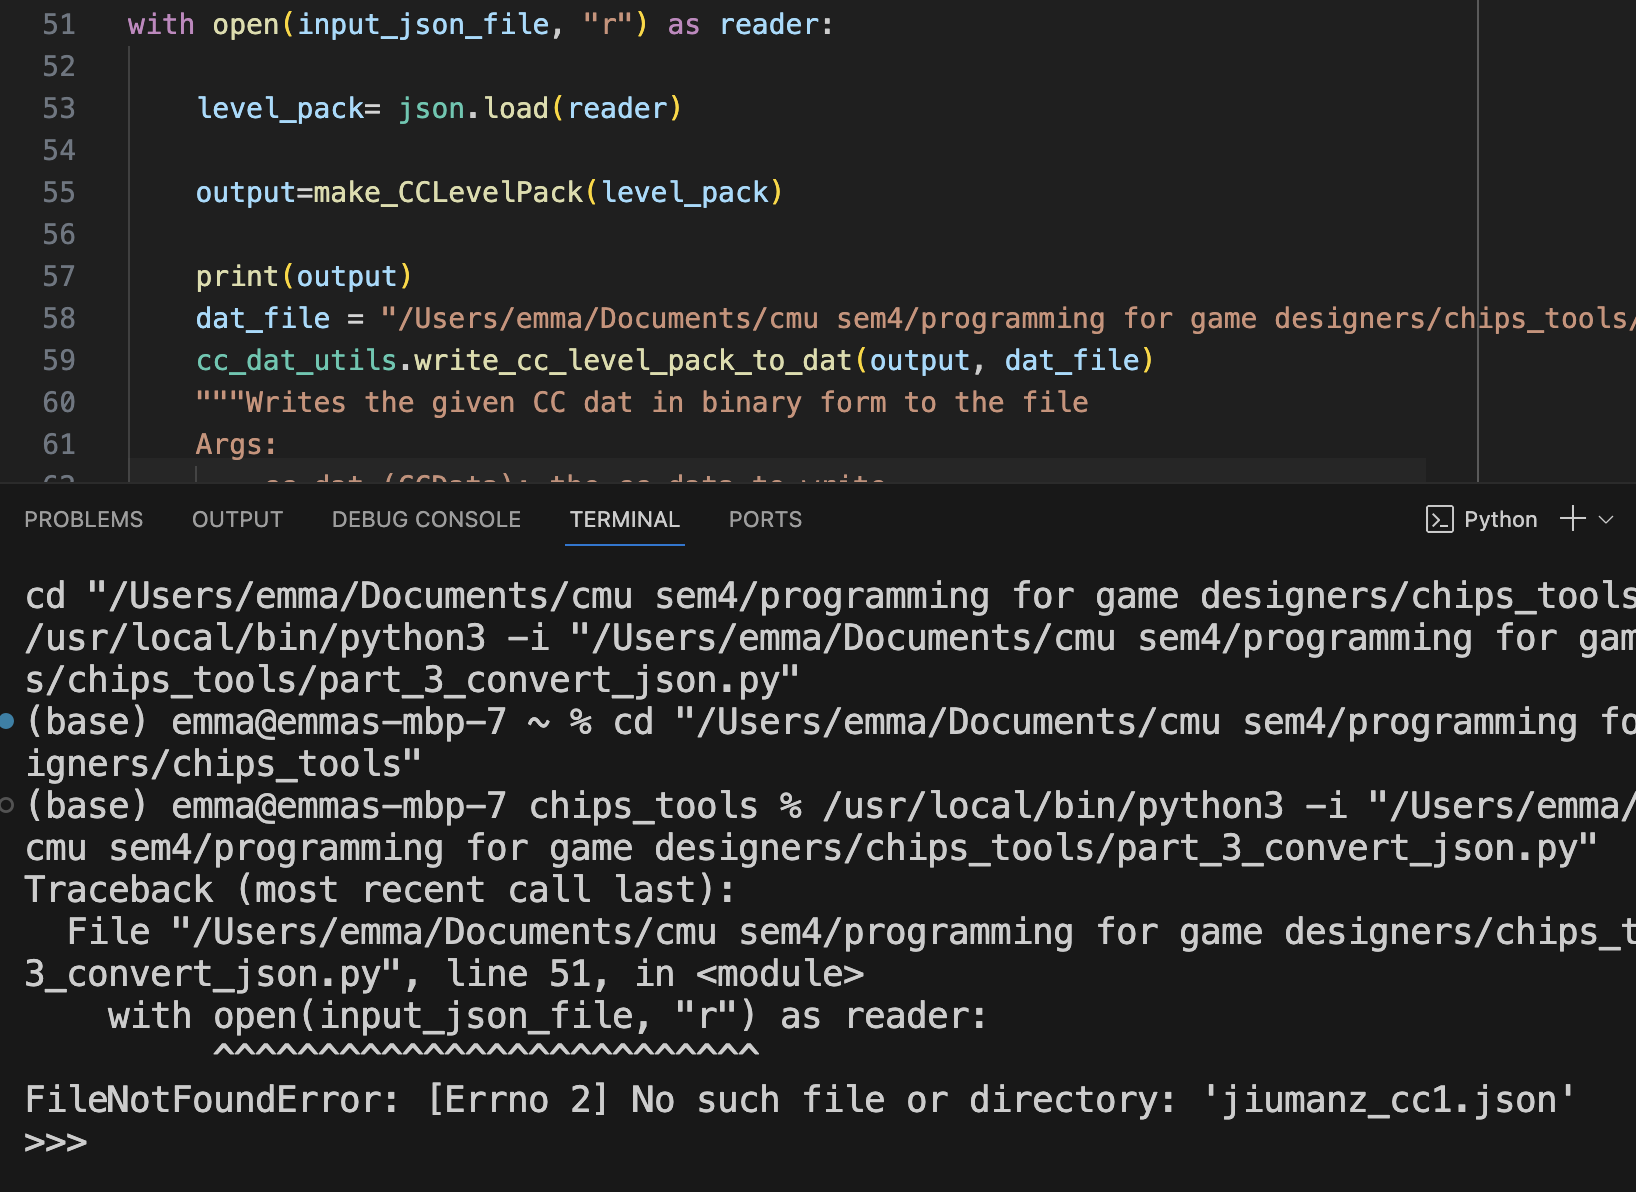 51 with open(input_json_file, "r") as reader:
52
53 level_pack= json.load(reader)
54
55 output=make_CCLevelPack(level_pack)
56
57 print(output)
58 dat_file = "/Users/emma/Documents/cmu sem4/programming for game designers/chips_tools/
59 cc_dat_utils.write_cc_level_pack_to_dat(output, dat_file)
60 """Writes the given CC dat in binary form to the file
61 Args:
62 cc_dat (CCData): the cc data to write
PROBLEMS OUTPUT DEBUG CONSOLE TERMINAL PORTS Python
cd "/Users/emma/Documents/cmu sem4/programming for game designers/chips_tools
/usr/local/bin/python3 -i "/Users/emma/Documents/cmu sem4/programming for gam
s/chips_tools/part_3_convert_json.py"
(base) emma@emmas-mbp-7 ~ % cd "/Users/emma/Documents/cmu sem4/programming fo
igners/chips_tools"
(base) emma@emmas-mbp-7 chips_tools % /usr/local/bin/python3 -i "/Users/emma/
cmu sem4/programming for game designers/chips_tools/part_3_convert_json.py"
Traceback (most recent call last):
File "/Users/emma/Documents/cmu sem4/programming for game designers/chips_t
3_convert_json.py", line 51, in <module>
with open(input_json_file, "r") as reader:
^^^^^^^^^^^^^^^^^^^^^^^^^^
FileNotFoundError: [Errno 2] No such file or directory: 'jiumanz_cc1.json'
>>>